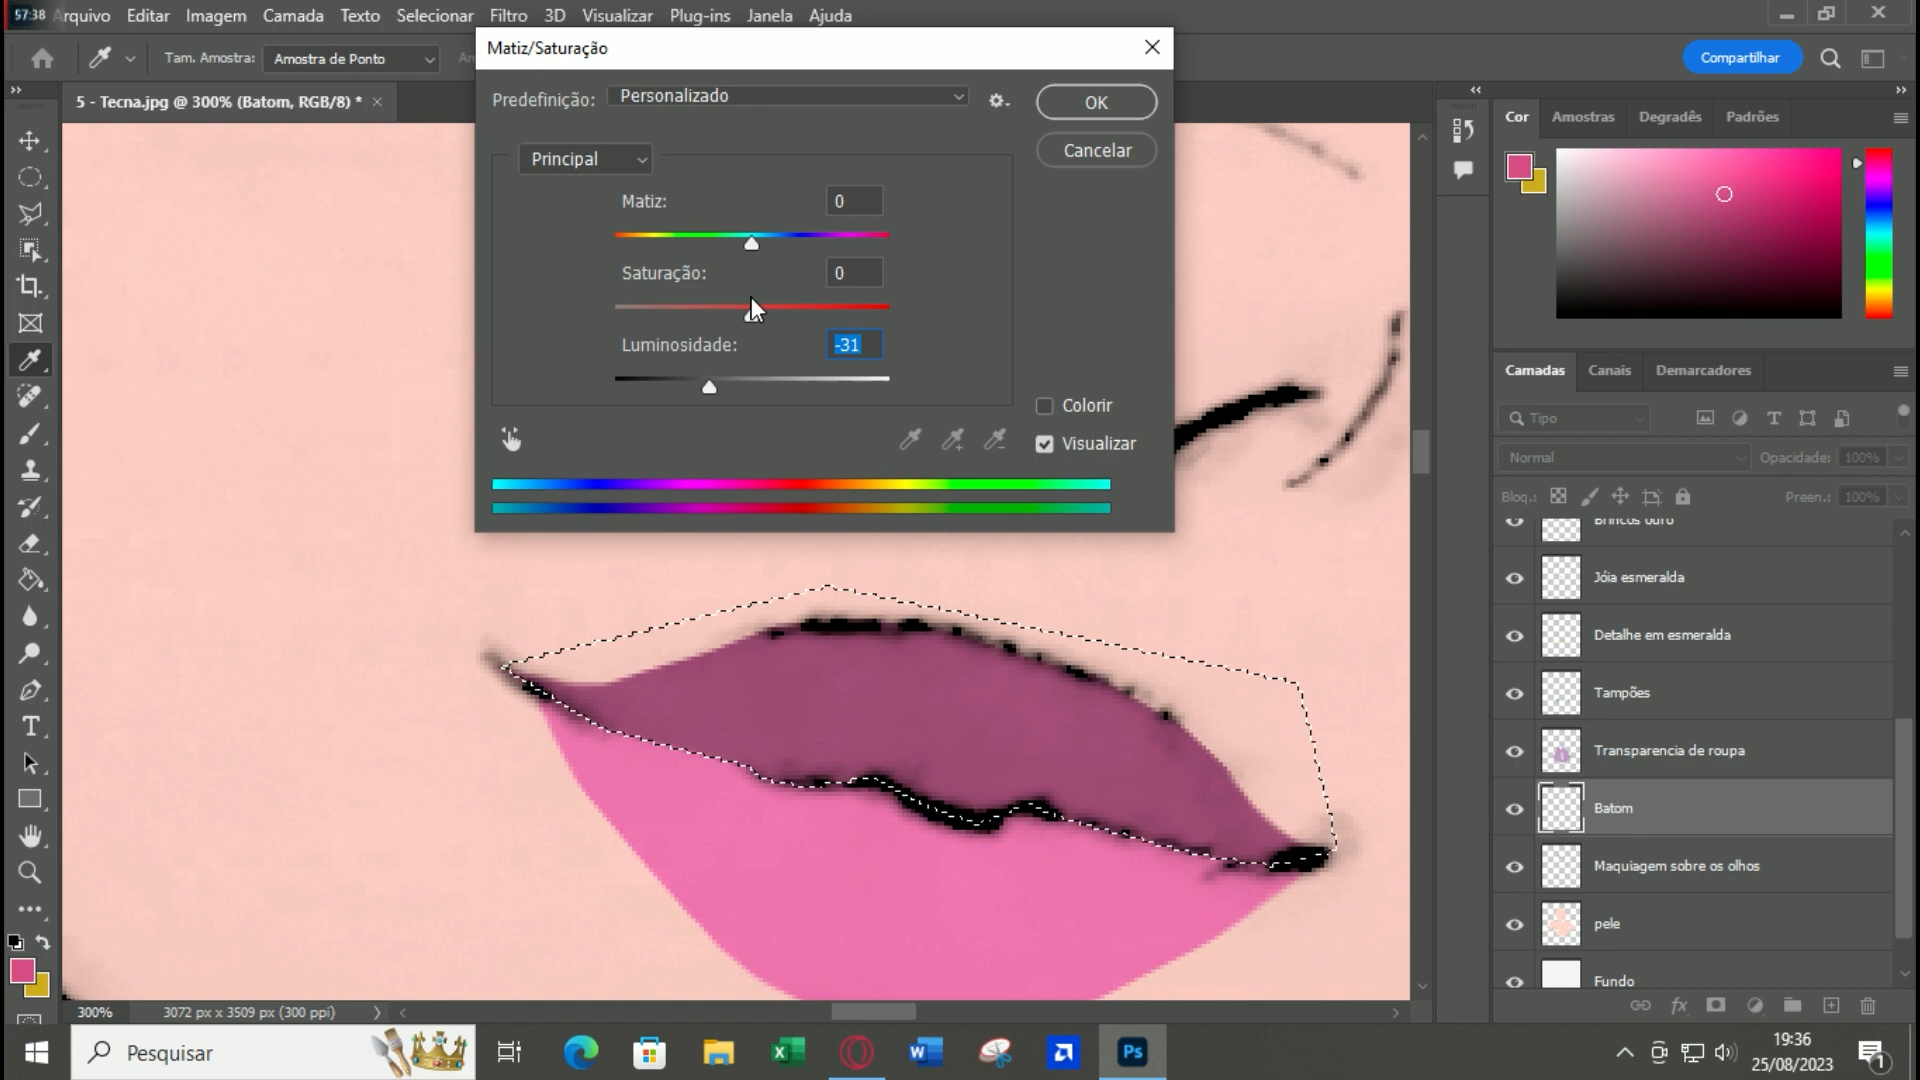 57:38 Arquivo Editar Imagem Camada Texto Selecionar Filtro 3D Visualizar Plug-ins Janela Ajuda
Tam. Amostra: Amostra de Ponto
Compartilhar
5 - Tecna.jpg @ 300% (Batom, RGB/8) *
Matiz/Saturação
Predefinição: Personalizado
OK
Cancelar
Principal
Matiz: 0
Saturação: 0
Luminosidade: -31
Colorir
Visualizar
Cor Amostras Degradês Padrões
Camadas Canais Demarcadores
Tipo
Normal Opacidade: 100%
Bloq.: Preen.: 100%
Brincos ouro
Jóia esmeralda
Detalhe em esmeralda
Tampões
Transparencia de roupa
Batom
Maquiagem sobre os olhos
pele
Fundo
300% 3072 px x 3509 px (300 ppi)
Pesquisar
Ps
19:36
25/08/2023
1